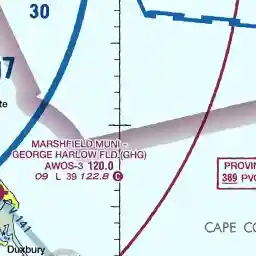 30
te
MARSHFIELD MUNI -
GEORGE HARLOW FLD (GHG)
AWOS-3 120.0
09 L 39 122.8 C
PROVIN
389 PVC
CAPE CO
V 141
Duxbury